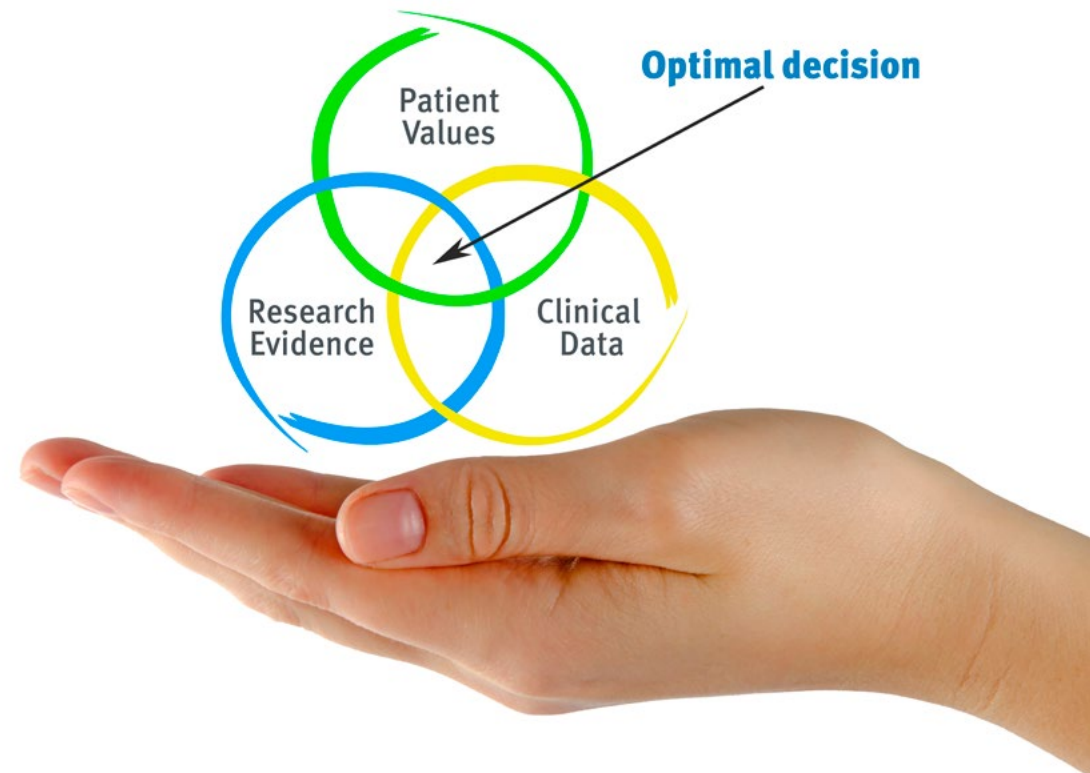 Optimal decision
Patient
Values
Research
Evidence
Clinical
Data